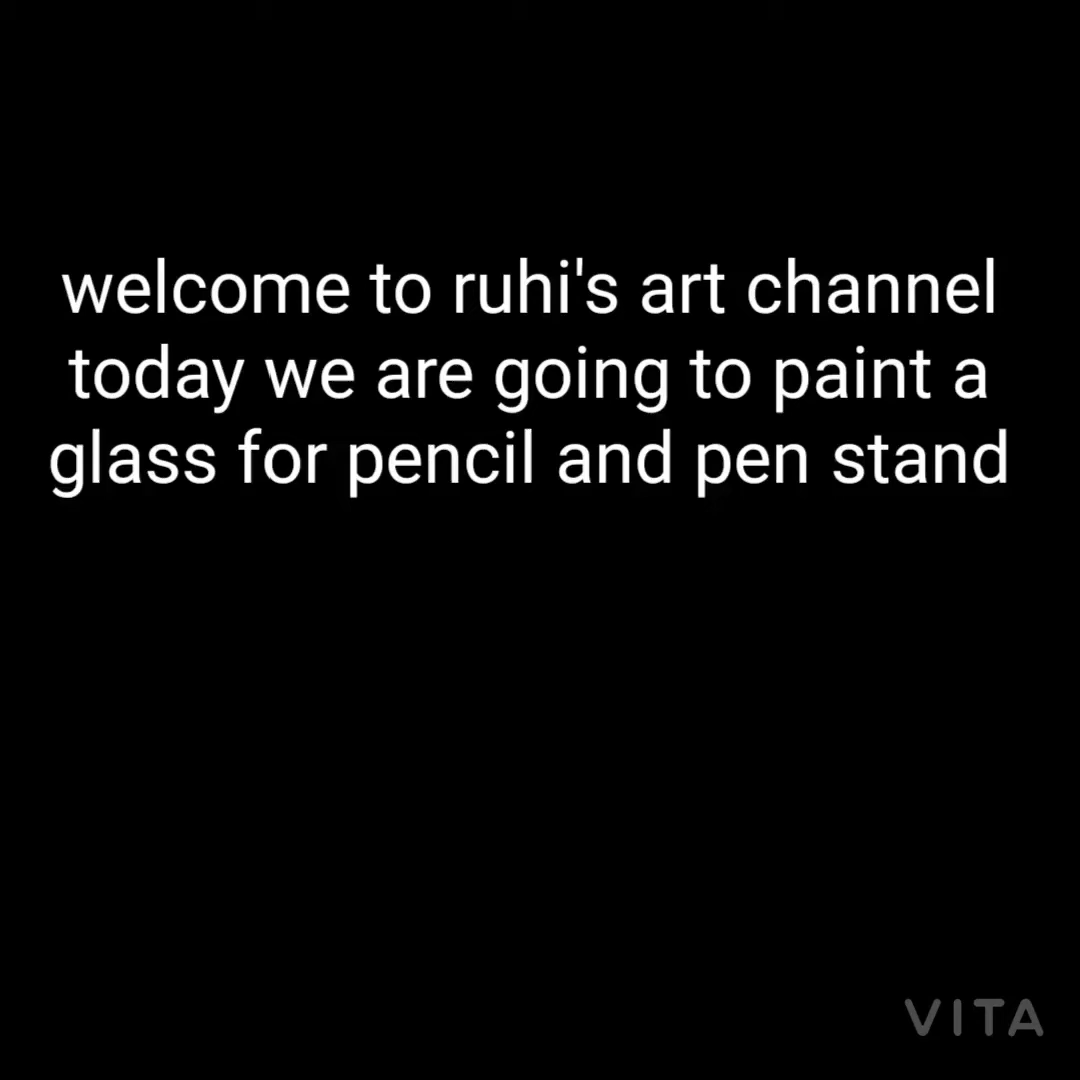 welcome to ruhi's art channel
today we are going to paint a
glass for pencil and pen stand
VITA